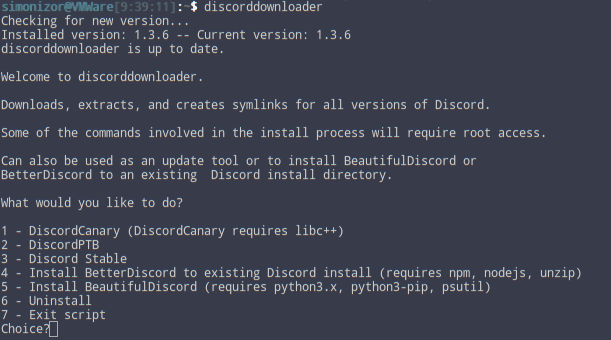 simonizor@VMWare[9:39:11]:~$ discorddownloader
Checking for new version...
Installed version: 1.3.6 -- Current version: 1.3.6
discorddownloader is up to date.
Welcome to discorddownloader.
Downloads, extracts, and creates symlinks for all versions of Discord.
Some of the commands involved in the install process will require root access.
Can also be used as an update tool or to install BeautifulDiscord or
BetterDiscord to an existing  Discord install directory.
What would you like to do?
1 - DiscordCanary (DiscordCanary requires libc++)
2 - DiscordPTB
3 - Discord Stable
4 - Install BetterDiscord to existing Discord install (requires npm, nodejs, unzip)
5 - Install BeautifulDiscord (requires python3.x, python3-pip, psutil)
6 - Uninstall
7 - Exit script
Choice?